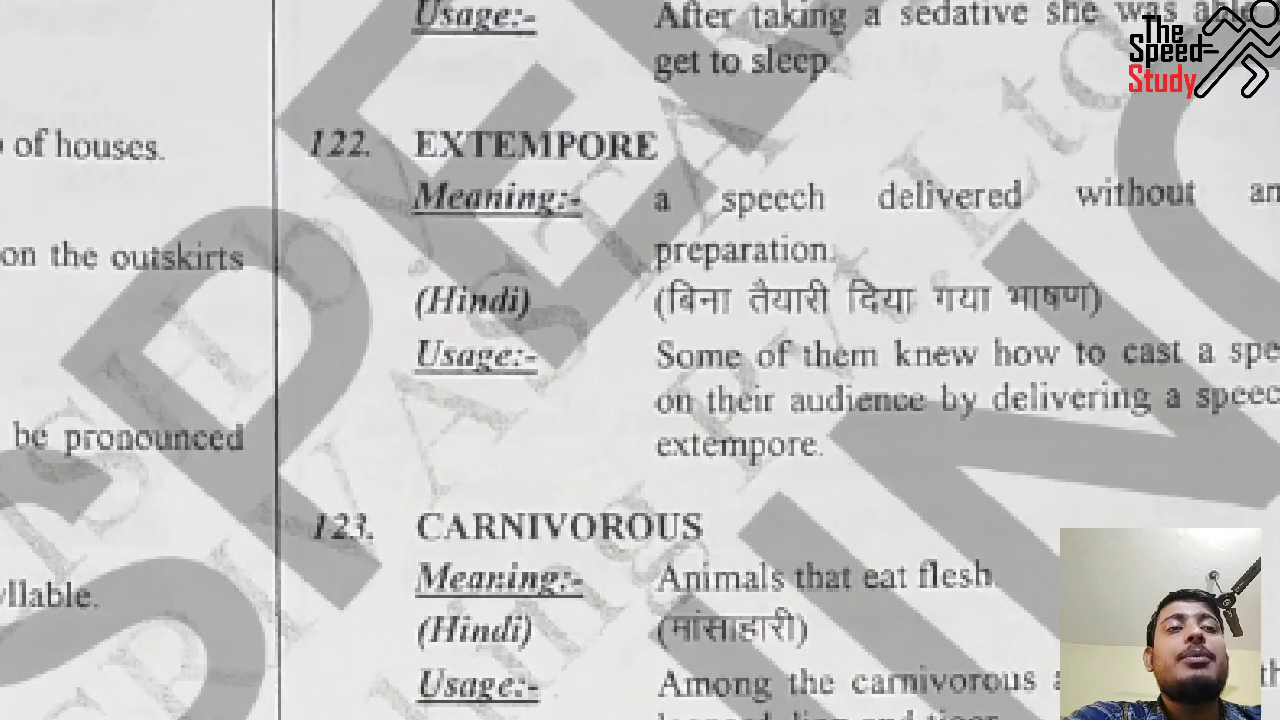 of houses.
on the outskirts
be pronounced
Usage:- After taking a sedative she was able
get to sleep.
122. EXTEMPORE
Meaning:- a speech delivered without
preparation.
(Hindi) (बिना तैयारी दिया गया भाषण)
Usage:- Some of them knew how to cast a
on their audience by delivering a
extempore.
123. CARNIVOROUS
Meaning:- Animals that eat flesh.
(Hindi) (मांसाहारी)
Usage:- Among the carnivorous
The
Speed
Study